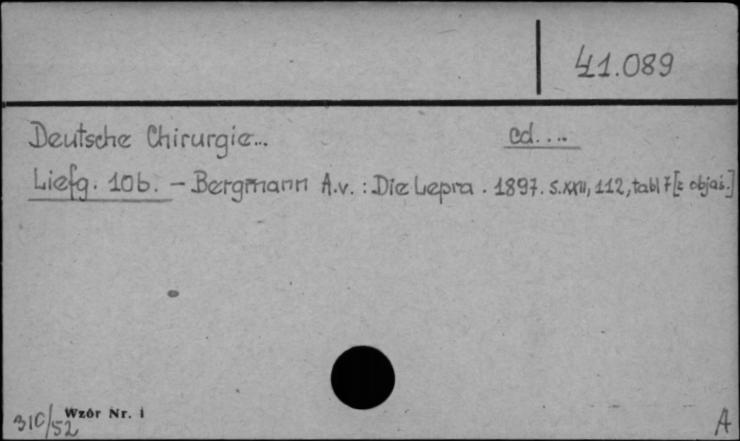 41.089
Deutsche Chirurgie... cd....
Liefg. 10b. – Bergmann A.v. : Die Lepra. 1897. S.XXII, 112, tabl 7 [z objaś.]
Wzór Nr. 1
310/52
A